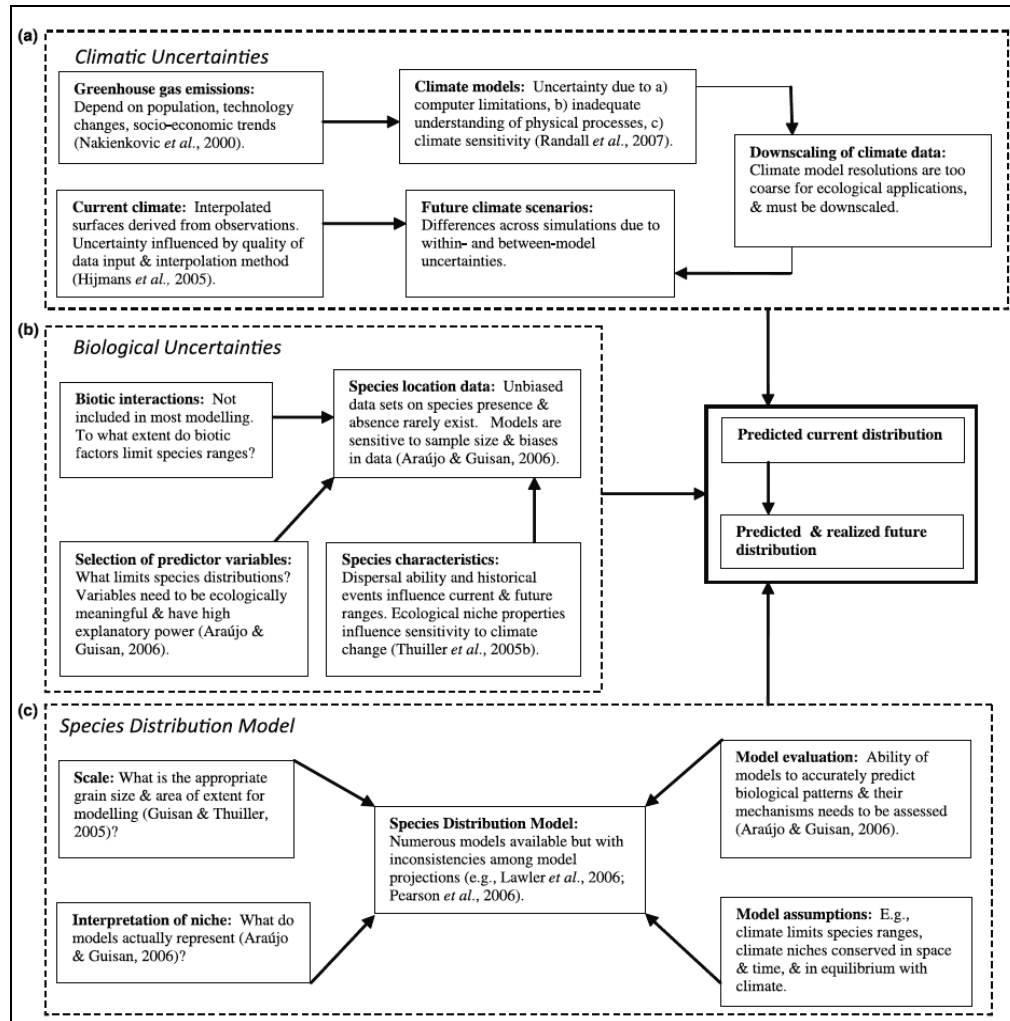 (a)
Climatic Uncertainties
Greenhouse gas emissions:
Depend on population, technology
changes, socio-economic trends
(Nakienkovic et al., 2000).
Climate models: Uncertainty due to a)
computer limitations, b) inadequate
understanding of physical processes, c)
climate sensitivity (Randall et al., 2007).
Downscaling of climate data:
Climate model resolutions are too
coarse for ecological applications,
& must be downscaled.
Current climate: Interpolated
surfaces derived from observations.
Uncertainty influenced by quality of
data input & interpolation method
(Hijmans et al., 2005).
Future climate scenarios:
Differences across simulations due to
within- and between-model
uncertainties.
(b)
Biological Uncertainties
Biotic interactions: Not
included in most modelling.
To what extent do biotic
factors limit species ranges?
Species location data: Unbiased
data sets on species presence &
absence rarely exist. Models are
sensitive to sample size & biases
in data (Araújo & Guisan, 2006).
Selection of predictor variables:
What limits species distributions?
Variables need to be ecologically
meaningful & have high
explanatory power (Araújo &
Guisan, 2006).
Species characteristics:
Dispersal ability and historical
events influence current & future
ranges. Ecological niche properties
influence sensitivity to climate
change (Thuiller et al., 2005b).
Predicted current distribution
Predicted & realized future
distribution
(c)
Species Distribution Model
Scale: What is the appropriate
grain size & area of extent for
modelling (Guisan & Thuiller,
2005)?
Species Distribution Model:
Numerous models available but with
inconsistencies among model
projections (e.g., Lawler et al., 2006;
Pearson et al., 2006).
Model evaluation: Ability of
models to accurately predict
biological patterns & their
mechanisms needs to be assessed
(Araújo & Guisan, 2006).
Interpretation of niche: What do
models actually represent (Araújo
& Guisan, 2006)?
Model assumptions: E.g.,
climate limits species ranges,
climate niches conserved in space
& time, & in equilibrium with
climate.